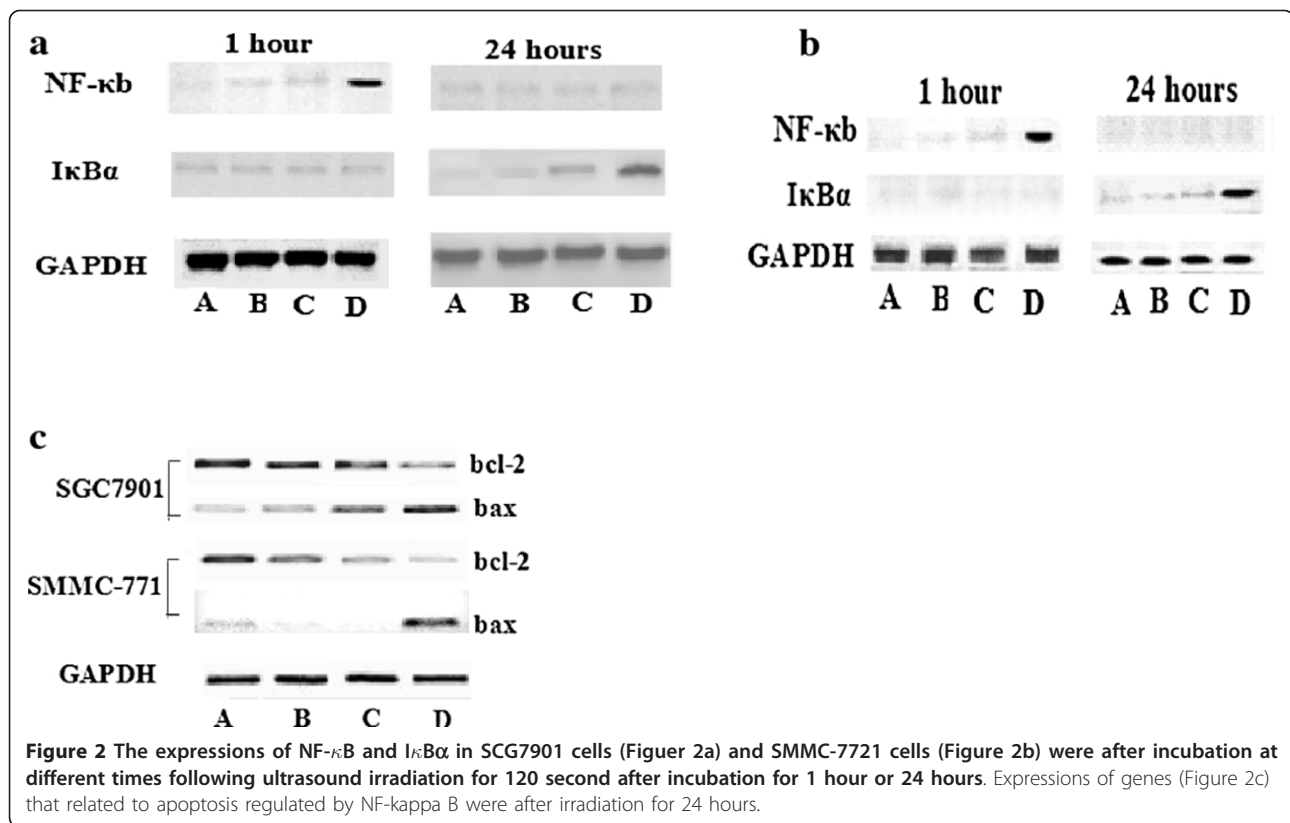 a
1 hour 24 hours
NF-κb
IκBα
GAPDH
A B C D A B C D
b
1 hour 24 hours
NF-κb
IκBα
GAPDH
A B C D A B C D
c
SGC7901
bcl-2
bax
SMMC-771
bcl-2
bax
GAPDH
A B C D
Figure 2 The expressions of NF-κB and IκBα in SCG7901 cells (Figuer 2a) and SMMC-7721 cells (Figure 2b) were after incubation at
different times following ultrasound irradiation for 120 second after incubation for 1 hour or 24 hours. Expressions of genes (Figure 2c)
that related to apoptosis regulated by NF-kappa B were after irradiation for 24 hours.